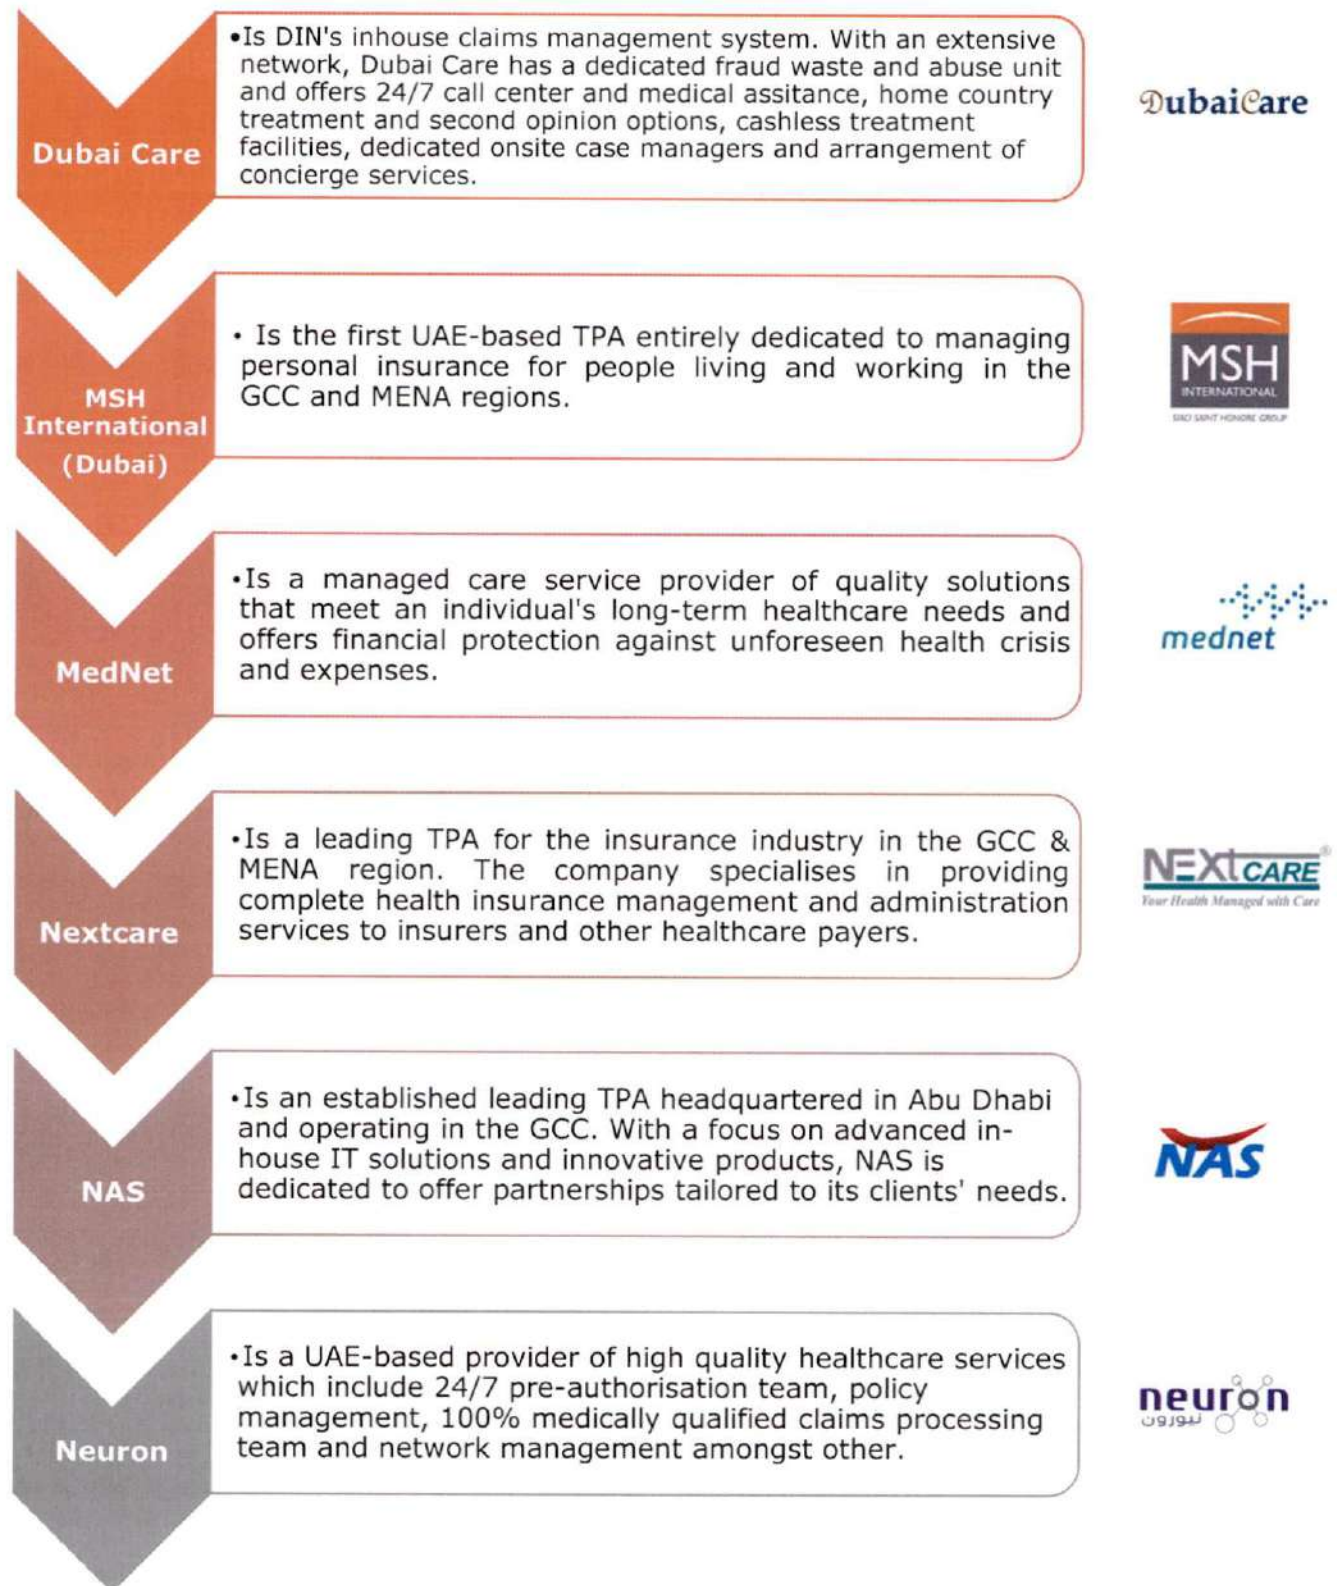 •Is DIN's inhouse claims management system. With an extensive
network, Dubai Care has a dedicated fraud waste and abuse unit
and offers 24/7 call center and medical assitance, home country
treatment and second opinion options, cashless treatment
facilities, dedicated onsite case managers and arrangement of
concierge services.
Dubai Care
DubaiCare
• Is the first UAE-based TPA entirely dedicated to managing
personal insurance for people living and working in the
GCC and MENA regions.
MSH
International
(Dubai)
MSH
INTERNATIONAL
SIACI SAINT HONORE GROUP
•Is a managed care service provider of quality solutions
that meet an individual's long-term healthcare needs and
offers financial protection against unforeseen health crisis
and expenses.
MedNet
mednet
•Is a leading TPA for the insurance industry in the GCC &
MENA region. The company specialises in providing
complete health insurance management and administration
services to insurers and other healthcare payers.
Nextcare
NEXtCARE®
Your Health Managed with Care
•Is an established leading TPA headquartered in Abu Dhabi
and operating in the GCC. With a focus on advanced in-
house IT solutions and innovative products, NAS is
dedicated to offer partnerships tailored to its clients' needs.
NAS
NAS
•Is a UAE-based provider of high quality healthcare services
which include 24/7 pre-authorisation team, policy
management, 100% medically qualified claims processing
team and network management amongst other.
Neuron
neuron
نيورون